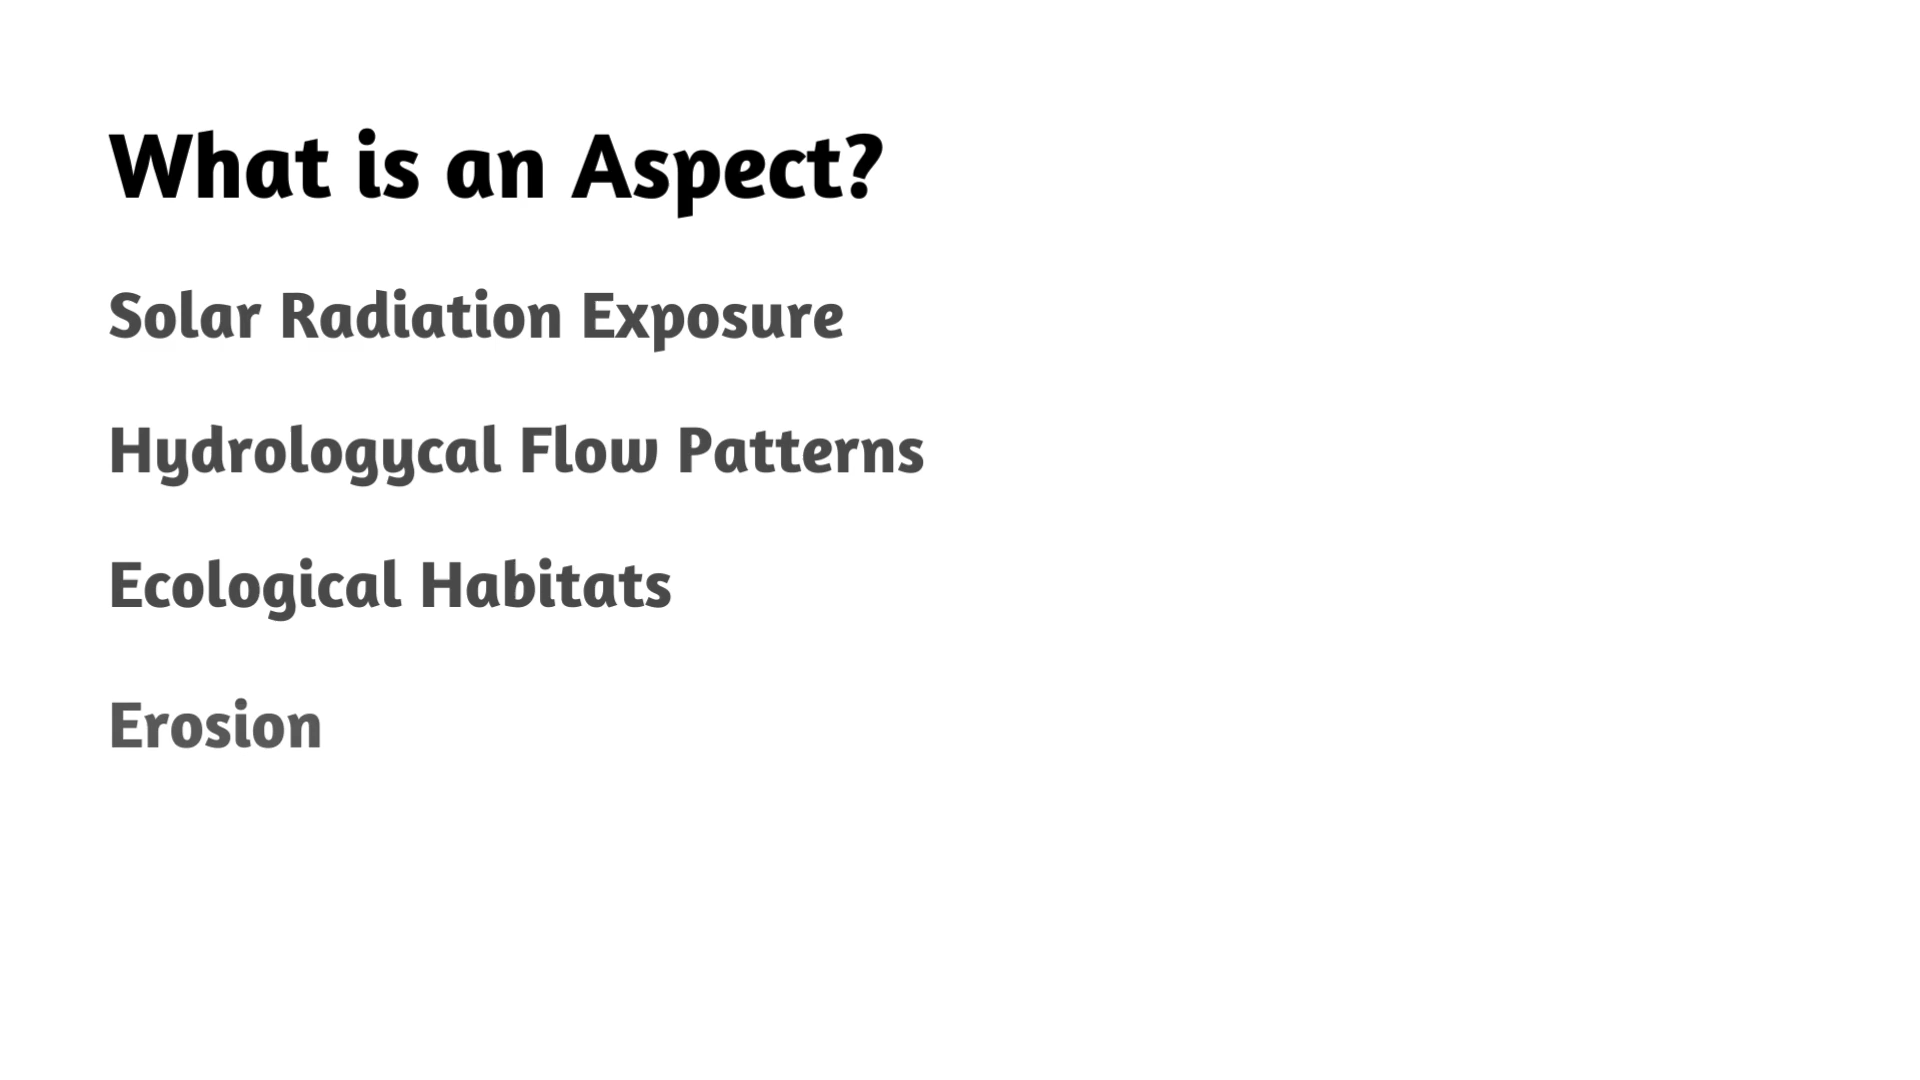 What is an Aspect?
Solar Radiation Exposure
Hydrologycal Flow Patterns
Ecological Habitats
Erosion